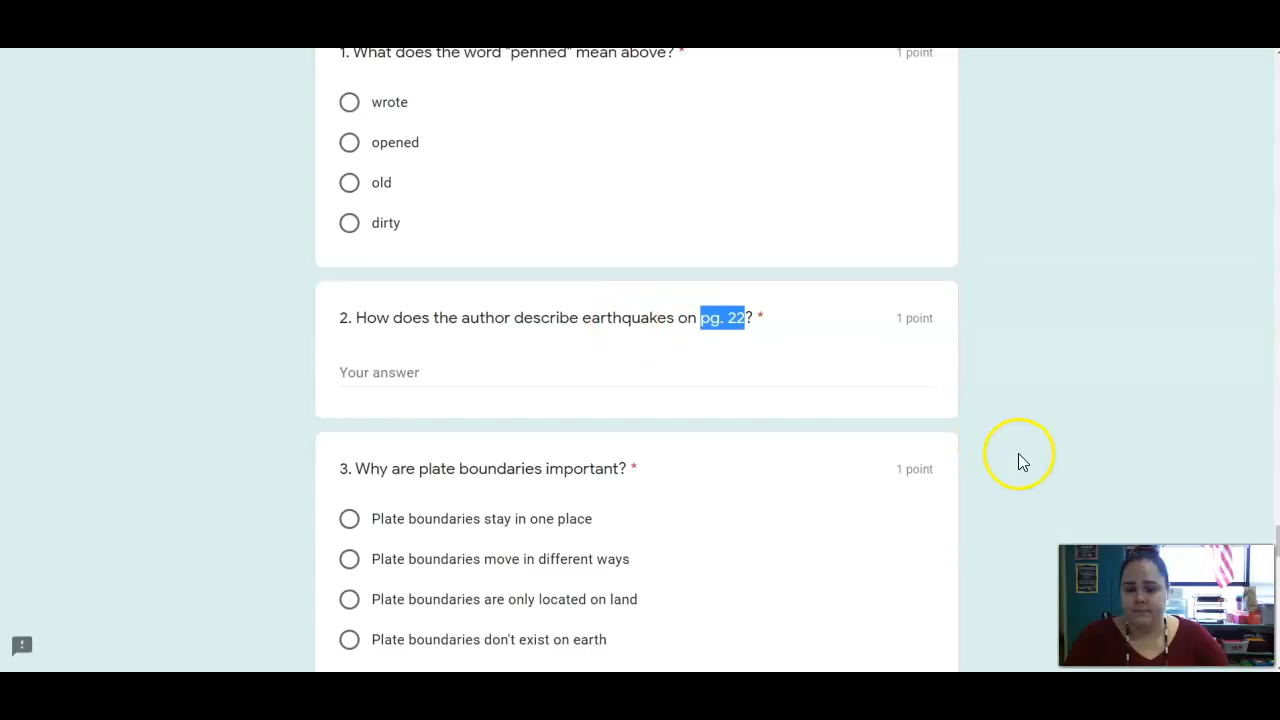 1. What does the word "penned" mean above? *
1 point
wrote
opened
old
dirty
2. How does the author describe earthquakes on pg. 22? *
1 point
Your answer
3. Why are plate boundaries important? *
1 point
Plate boundaries stay in one place
Plate boundaries move in different ways
Plate boundaries are only located on land
Plate boundaries don't exist on earth